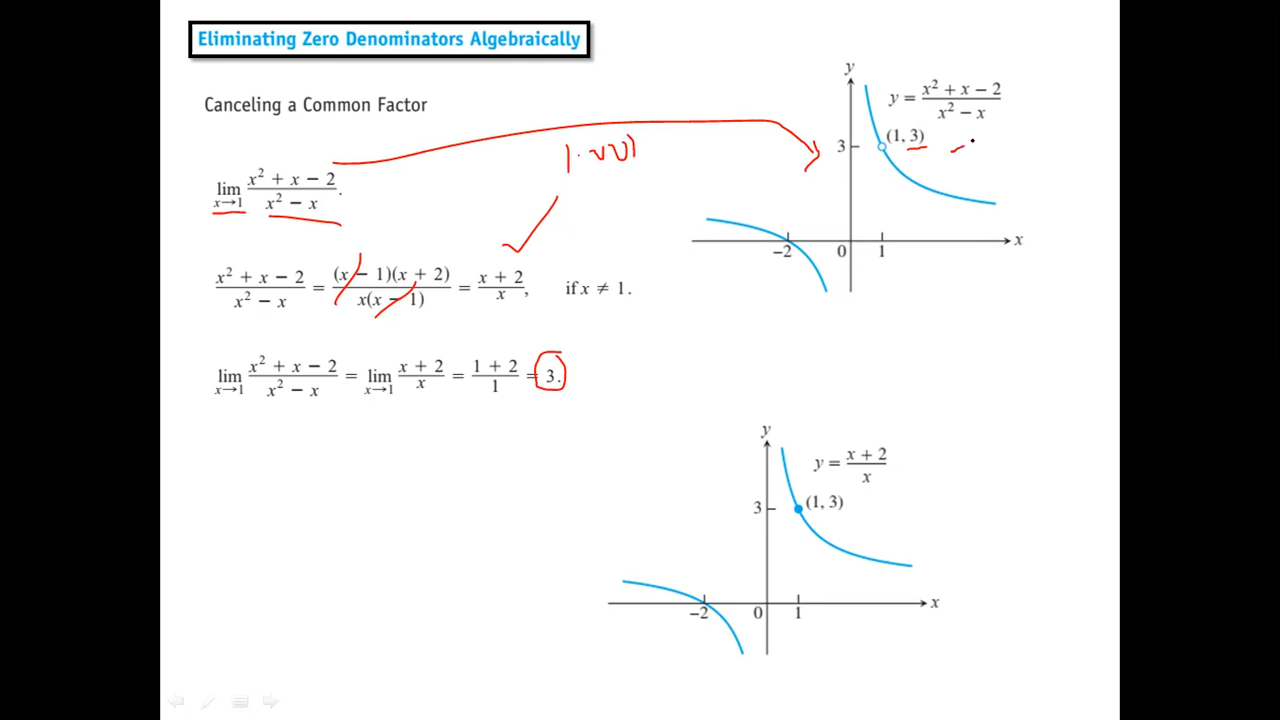 Eliminating Zero Denominators Algebraically
Canceling a Common Factor
lim x→1 (x² + x − 2)/(x² − x).
(x² + x − 2)/(x² − x) = (x − 1)(x + 2)/x(x − 1) = (x + 2)/x, if x ≠ 1.
lim x→1 (x² + x − 2)/(x² − x) = lim x→1 (x + 2)/x = (1 + 2)/1 = 3.
y
y = (x² + x − 2)/(x² − x)
(1, 3)
3
−2 0 1 x
y
y = (x + 2)/x
(1, 3)
3
−2 0 1 x